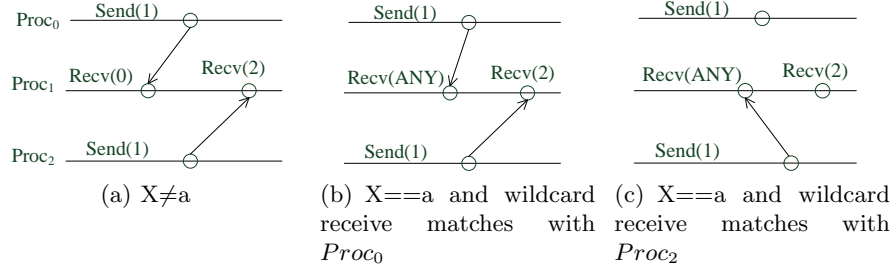 Proc0 Send(1)
Proc1 Recv(0) Recv(2)
Proc2 Send(1)
(a) X≠a
Send(1)
Recv(ANY) Recv(2)
Send(1)
(b) X==a and wildcard
receive matches with
Proc0
Send(1)
Recv(ANY) Recv(2)
Send(1)
(c) X==a and wildcard
receive matches with
Proc2